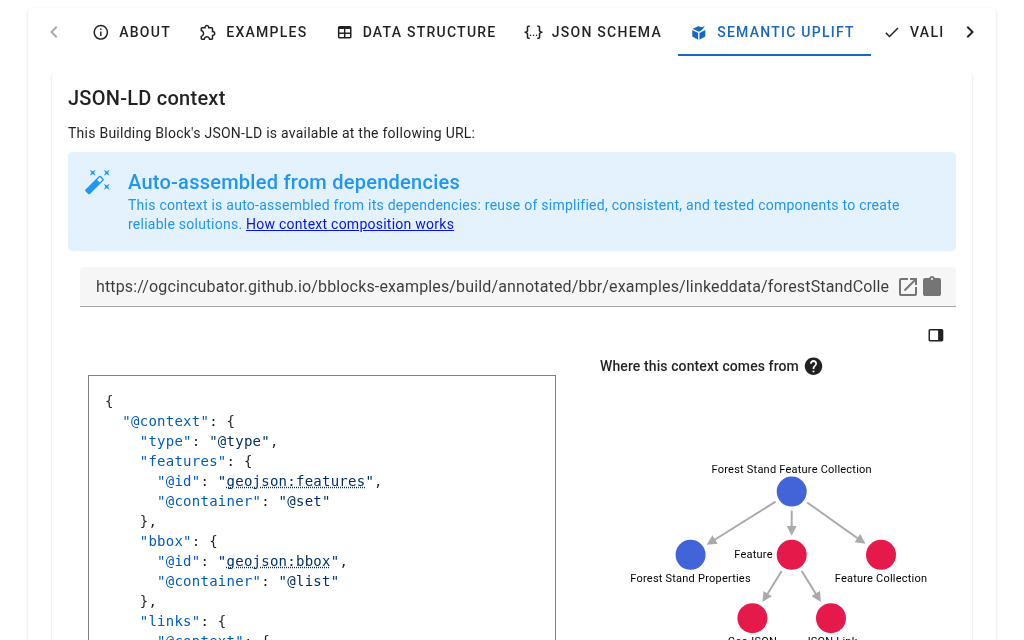 ABOUT EXAMPLES DATA STRUCTURE {..} JSON SCHEMA SEMANTIC UPLIFT VALI
JSON-LD context
This Building Block's JSON-LD is available at the following URL:
Auto-assembled from dependencies
This context is auto-assembled from its dependencies: reuse of simplified, consistent, and tested components to create
reliable solutions. How context composition works
https://ogcincubator.github.io/bblocks-examples/build/annotated/bbr/examples/linkeddata/forestStandColle
Where this context comes from
{
"@context": {
"type": "@type",
"features": {
"@id": "geojson:features",
"@container": "@set"
},
"bbox": {
"@id": "geojson:bbox",
"@container": "@list"
},
"links": {
"@context": {
Forest Stand Feature Collection
Forest Stand Properties
Feature
Feature Collection
GeoJSON
JSON Link